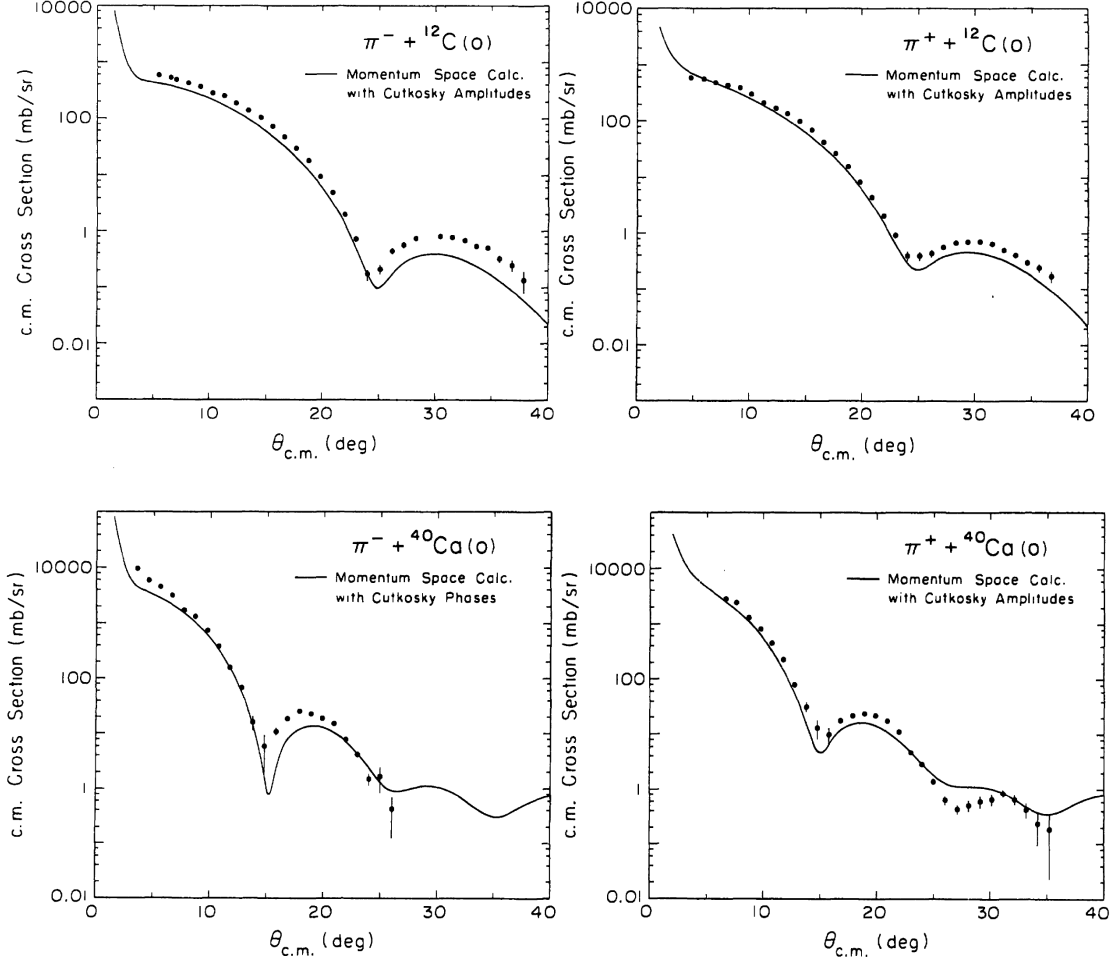 10000
100
1
0.01
c.m. Cross Section (mb/sr)
π⁻ + ¹²C(0)
Momentum Space Calc.
with Cutkosky Amplitudes
0 10 20 30 40
θc.m. (deg)
10000
100
1
0.01
c.m. Cross Section (mb/sr)
π⁺ + ¹²C(0)
Momentum Space Calc.
with Cutkosky Amplitudes
0 10 20 30 40
θc.m. (deg)
10000
100
1
0.01
c.m. Cross Section (mb/sr)
π⁻ + ⁴⁰Ca(0)
Momentum Space Calc.
with Cutkosky Phases
0 10 20 30 40
θc.m. (deg)
10000
100
1
0.01
c.m. Cross Section (mb/sr)
π⁺ + ⁴⁰Ca(0)
Momentum Space Calc.
with Cutkosky Amplitudes
0 10 20 30 40
θc.m. (deg)